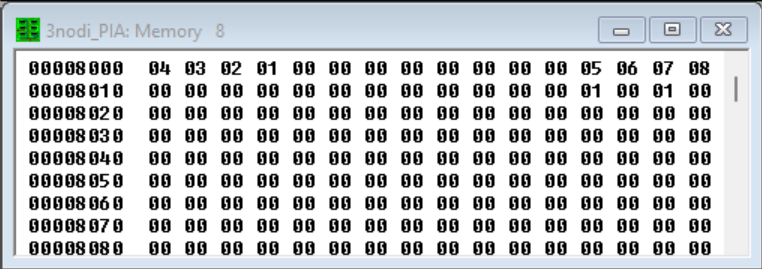 3nodi_PIA: Memory 8
00008000 04 03 02 01 00 00 00 00 00 00 00 00 05 06 07 08
00008010 00 00 00 00 00 00 00 00 00 00 00 00 01 00 01 00
00008020 00 00 00 00 00 00 00 00 00 00 00 00 00 00 00 00
00008030 00 00 00 00 00 00 00 00 00 00 00 00 00 00 00 00
00008040 00 00 00 00 00 00 00 00 00 00 00 00 00 00 00 00
00008050 00 00 00 00 00 00 00 00 00 00 00 00 00 00 00 00
00008060 00 00 00 00 00 00 00 00 00 00 00 00 00 00 00 00
00008070 00 00 00 00 00 00 00 00 00 00 00 00 00 00 00 00
00008080 00 00 00 00 00 00 00 00 00 00 00 00 00 00 00 00